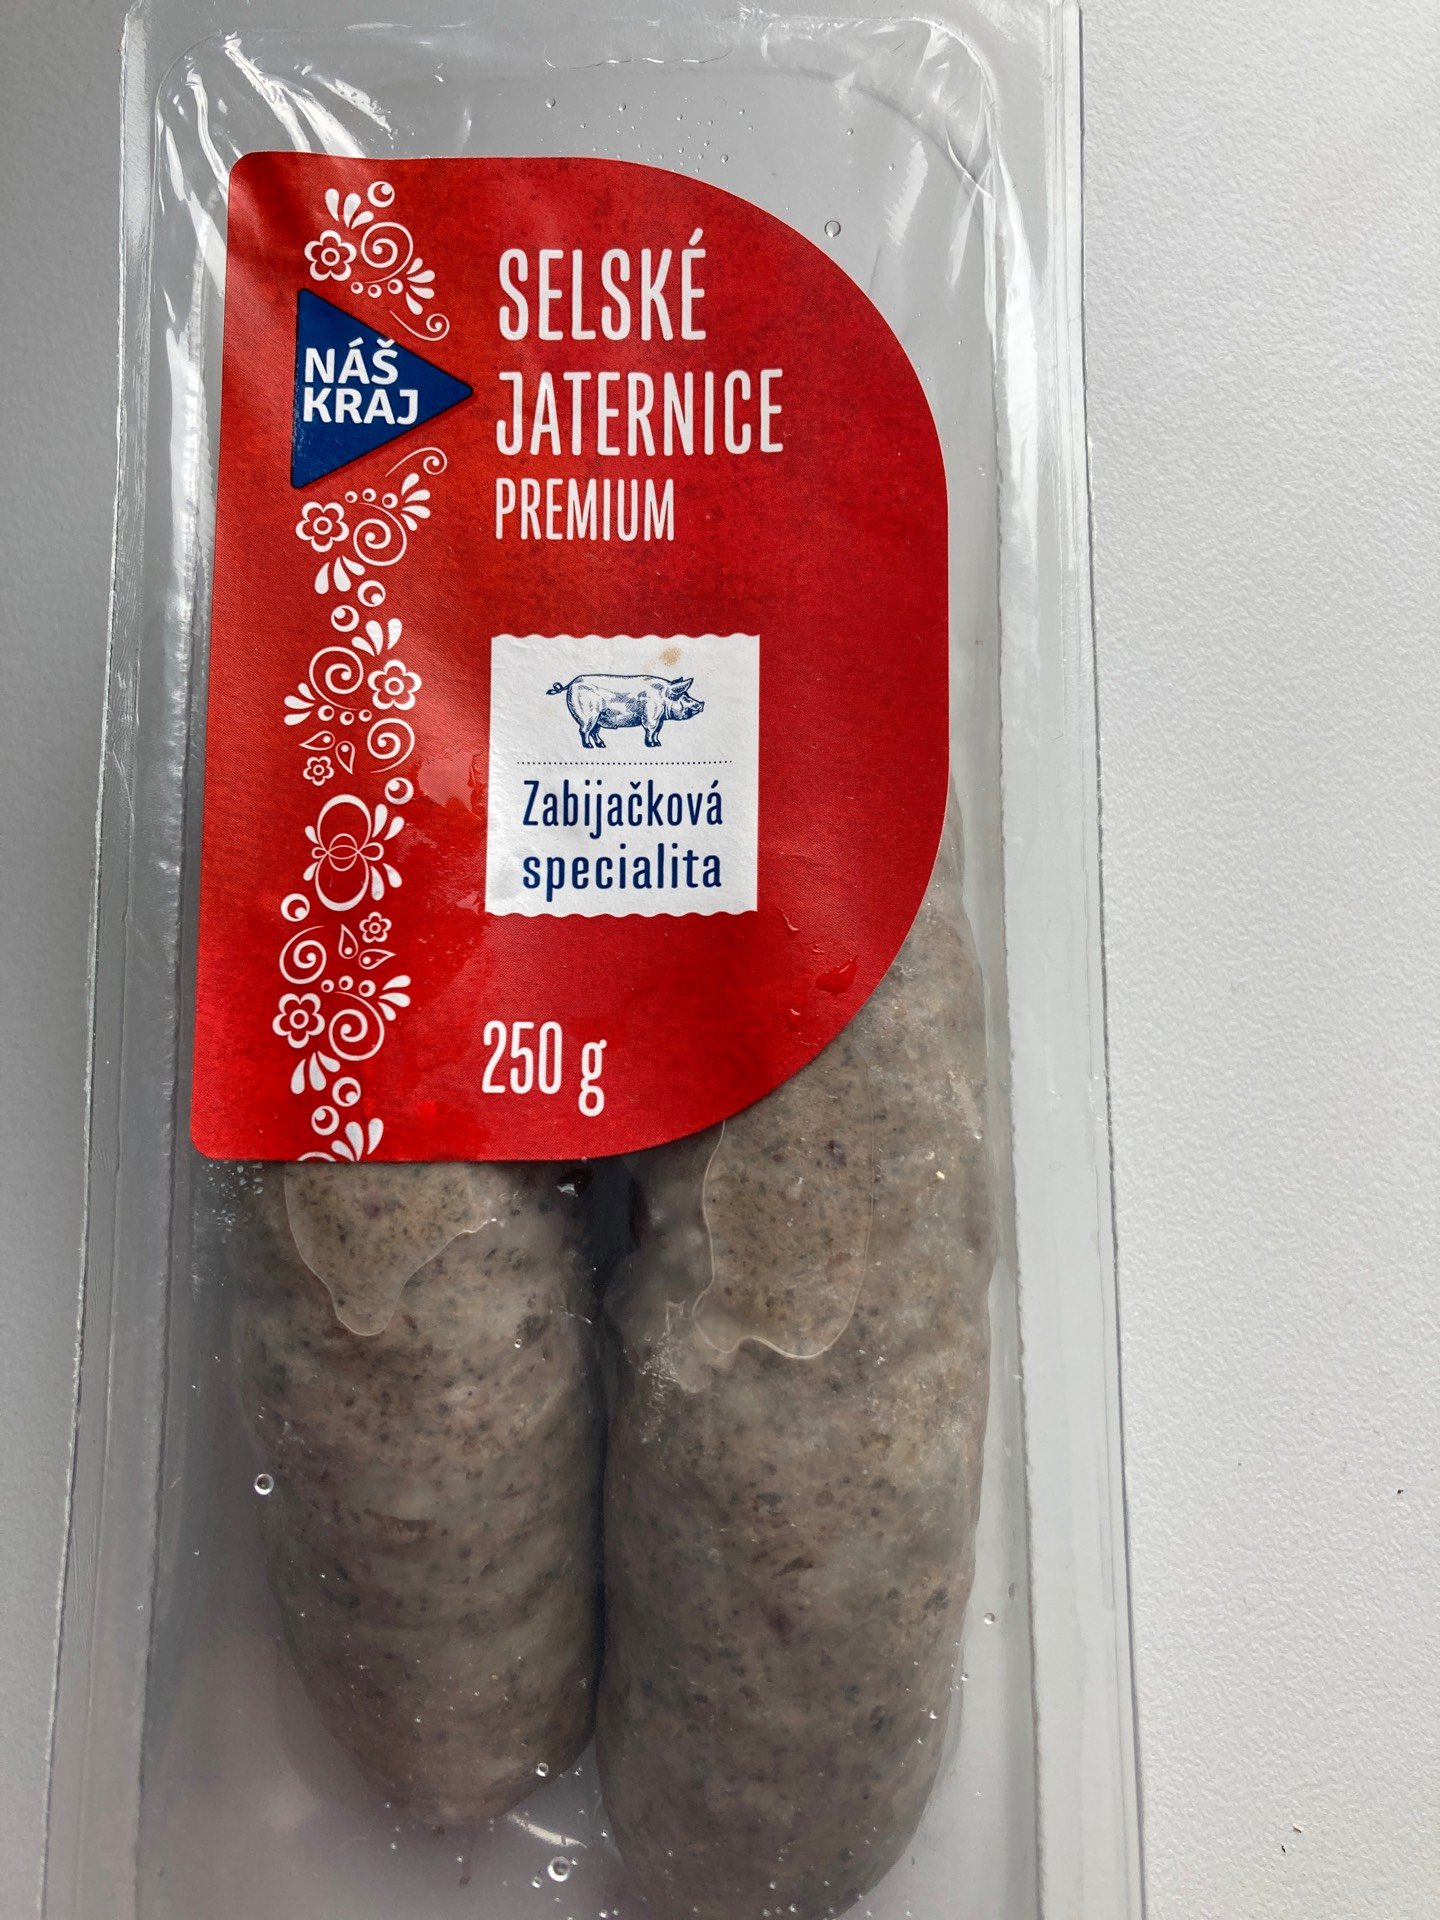 NÁŠ
KRAJ
SELSKÉ
JATERNICE
PREMIUM
Zabijačková
specialita
250 g